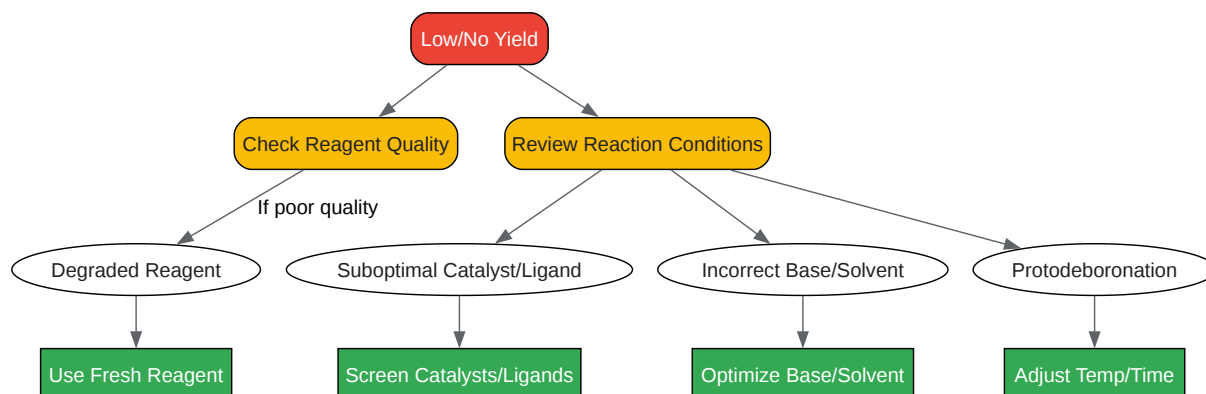 Low/No Yield
Check Reagent Quality
Review Reaction Conditions
If poor quality
Degraded Reagent
Suboptimal Catalyst/Ligand
Incorrect Base/Solvent
Protodeboronation
Use Fresh Reagent
Screen Catalysts/Ligands
Optimize Base/Solvent
Adjust Temp/Time